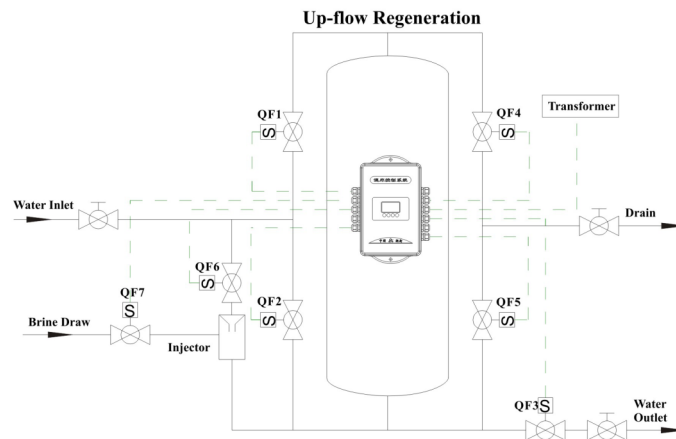 Up-flow Regeneration
QF1
QF4
Transformer
S
S
Water Inlet
Drain
QF6
S
QF7
S
QF2
S
QF5
S
Brine Draw
Injector
QF3
S
Water
Outlet